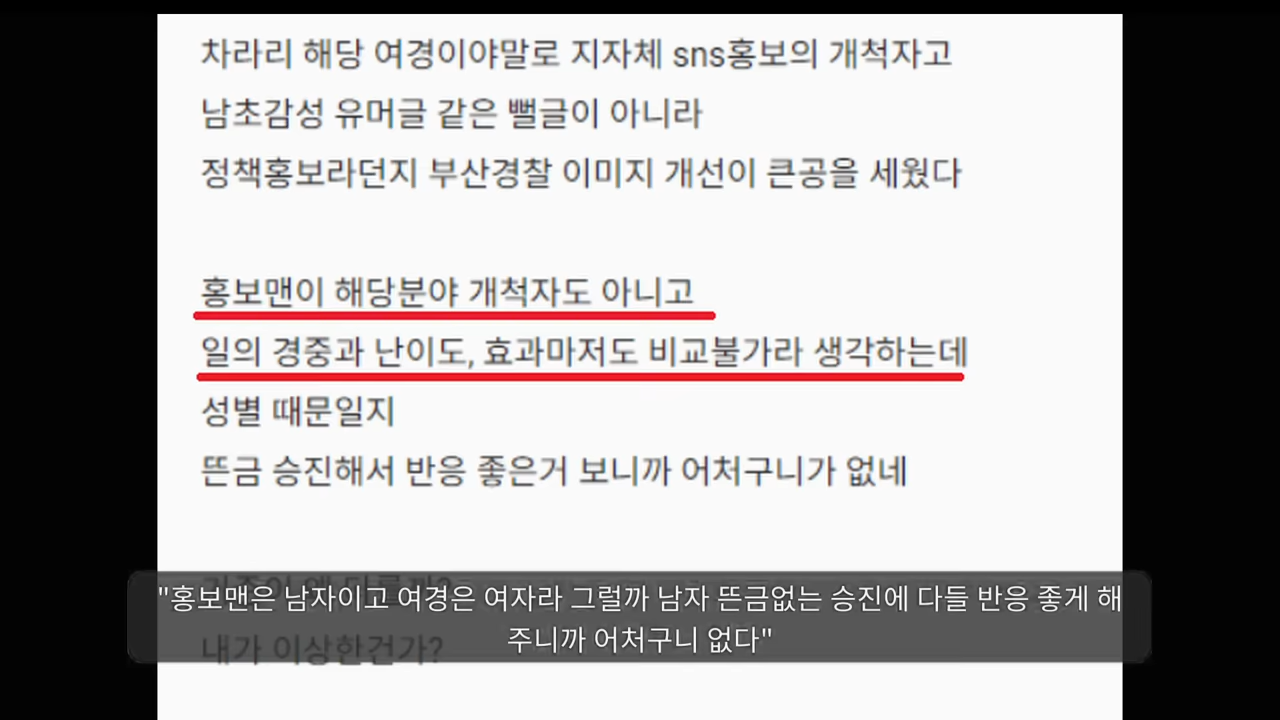 차라리 해당 여경이야말로 지자체 sns홍보의 개척자고
남초감성 유머글 같은 뻘글이 아니라
정책홍보라던지 부산경찰 이미지 개선이 큰공을 세웠다
홍보맨이 해당분야 개척자도 아니고
일의 경중과 난이도, 효과마저도 비교불가라 생각하는데
성별 때문일지
뜬금 승진해서 반응 좋은거 보니까 어처구니가 없네
"홍보맨은 남자이고 여경은 여자라 그럴까 남자 뜬금없는 승진에 다들 반응 좋게 해
주니까 어처구니 없다"
내가 이상한건가?